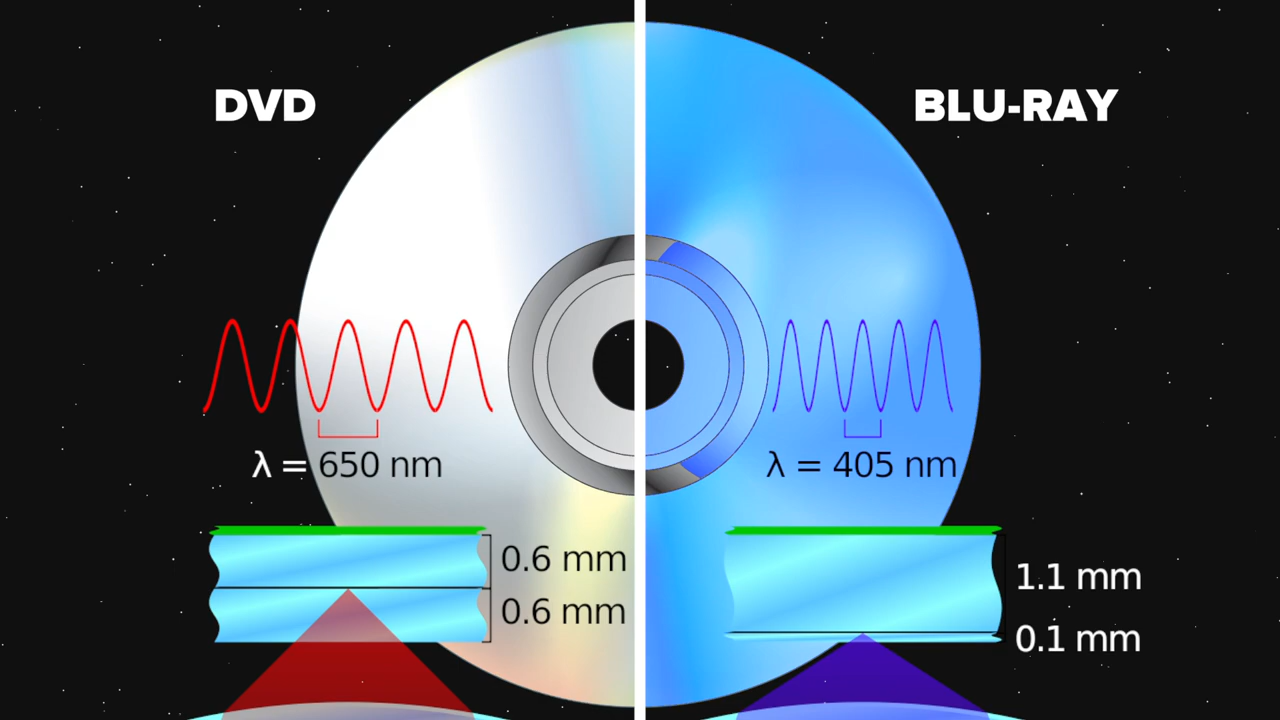 DVD
λ = 650 nm
0.6 mm
0.6 mm
BLU-RAY
λ = 405 nm
1.1 mm
0.1 mm